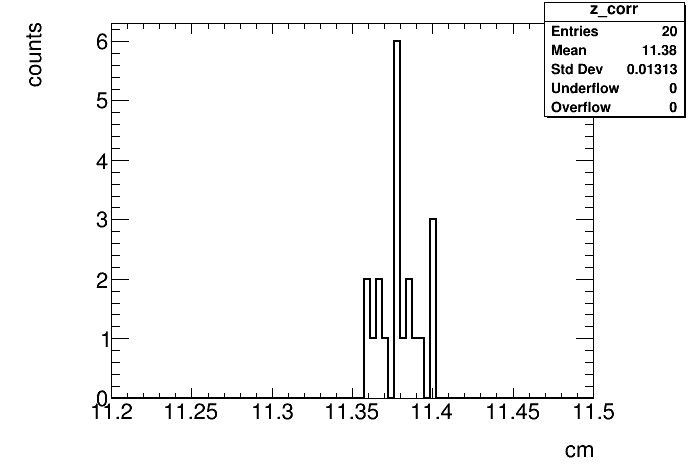 z_corr
Entries 20
Mean 11.38
Std Dev 0.01313
Underflow 0
Overflow 0
counts
6
5
4
3
2
1
0
11.2 11.25 11.3 11.35 11.4 11.45 11.5
cm